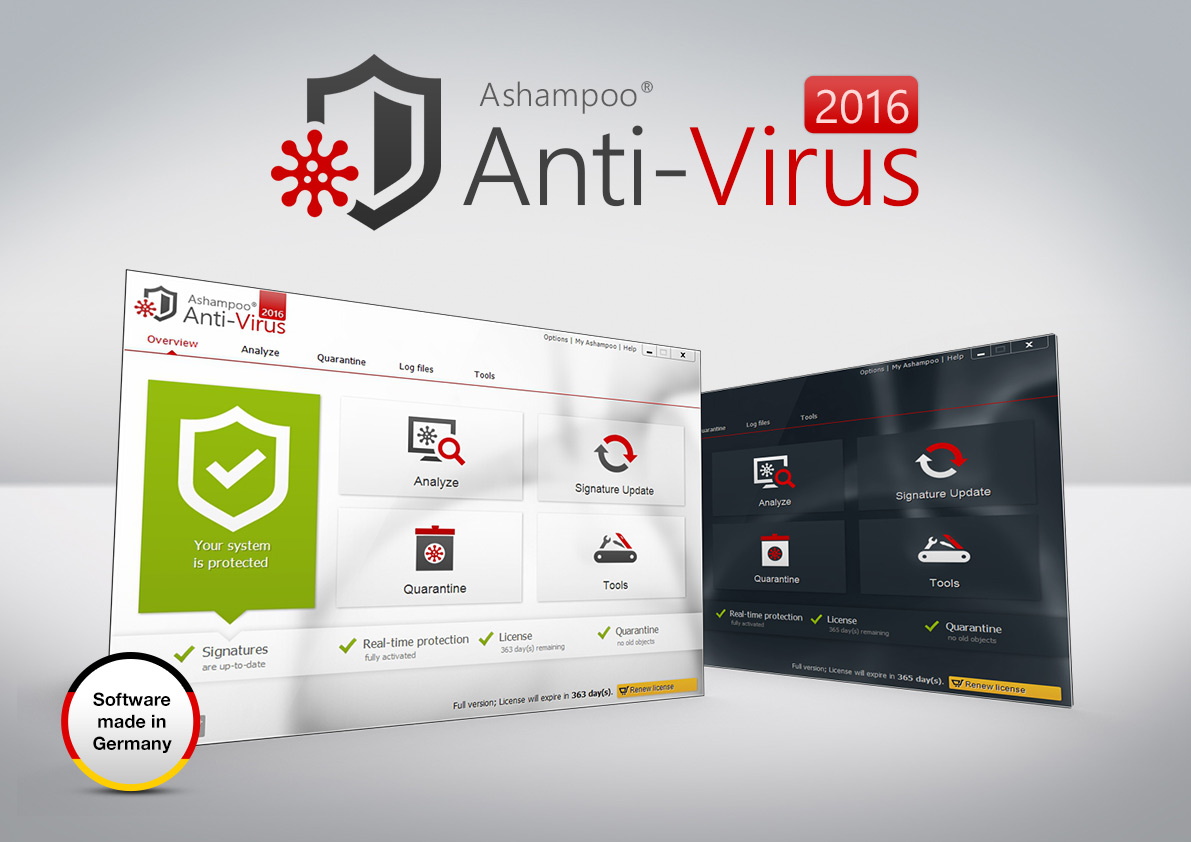 Ashampoo®
2016
Anti-Virus
Ashampoo®
2016
Anti-Virus
Options | My Ashampoo | Help
Overview
Analyze
Quarantine
Log files
Tools
Your system
is protected
Analyze
Signature Update
Quarantine
Tools
Signatures
are up-to-date
Real-time protection
fully activated
License
363 day(s) remaining
Quarantine
no old objects
Full version; License will expire in 363 day(s).
Renew license
Options | My Ashampoo | Help
uarantine
Log files
Tools
Analyze
Signature Update
Quarantine
Tools
Real-time protection
fully activated
License
365 day(s) remaining
Quarantine
no old objects
Full version; License will expire in 365 day(s).
Renew license
Software
made in
Germany